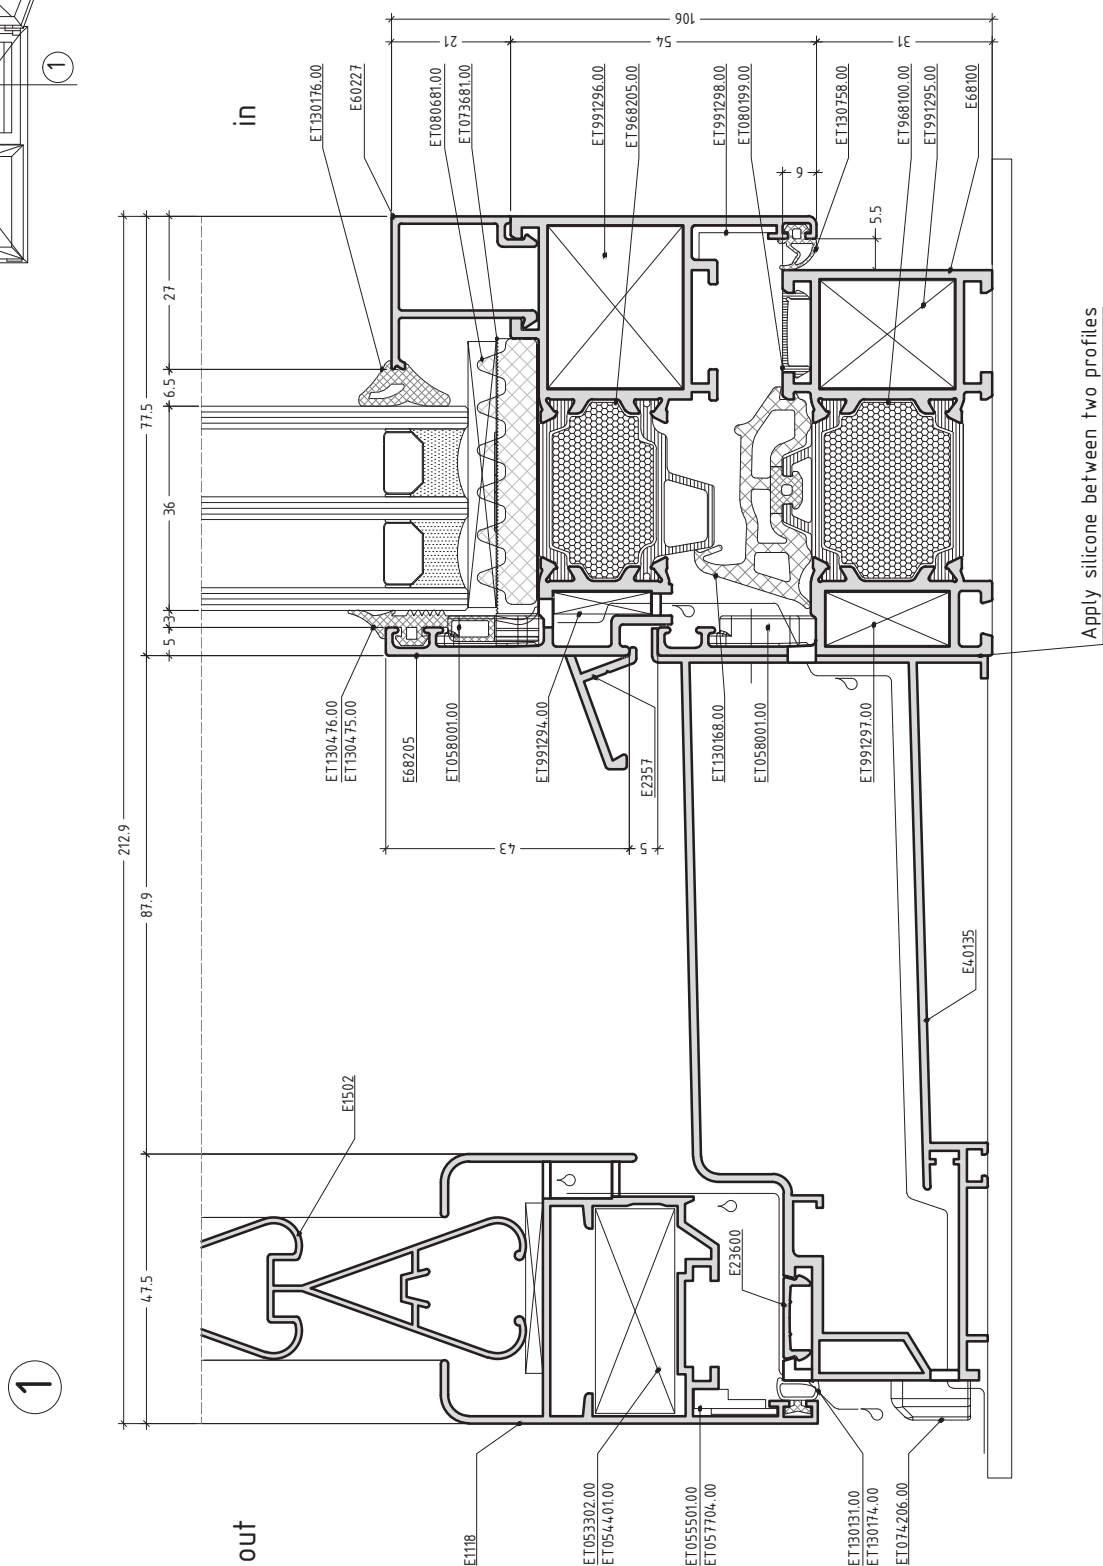 1
1
out
in
212.9
47.5
87.9
77.5
5
3
36
6.5
27
106
21
54
31
43
5
6
5.5
E1118
ET053302.00
ET054401.00
ET055501.00
ET057704.00
ET130131.00
ET130174.00
ET074206.00
E1502
E23600
E40135
ET130476.00
ET130475.00
E68205
ET058001.00
ET991294.00
E2357
ET130168.00
ET058001.00
ET991297.00
ET130176.00
E60227
ET080681.00
ET073681.00
ET991296.00
ET968205.00
ET991298.00
ET080199.00
ET130758.00
ET968100.00
ET991295.00
E68100
Apply silicone between two profiles